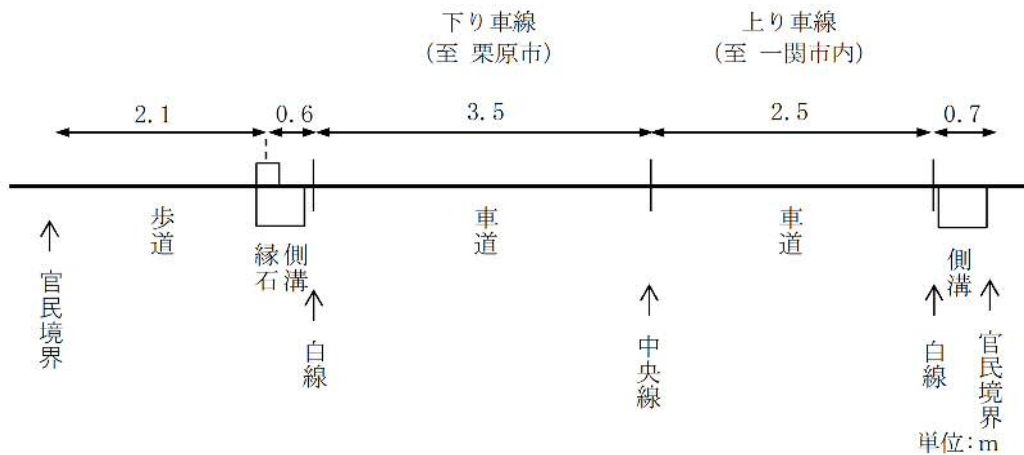 下り車線
(至 栗原市)
上り車線
(至 一関市内)
2.1
0.6
3.5
2.5
0.7
歩道
縁石
側溝
車道
車道
側溝
官民境界
白線
中央線
白線
官民境界
単位:m